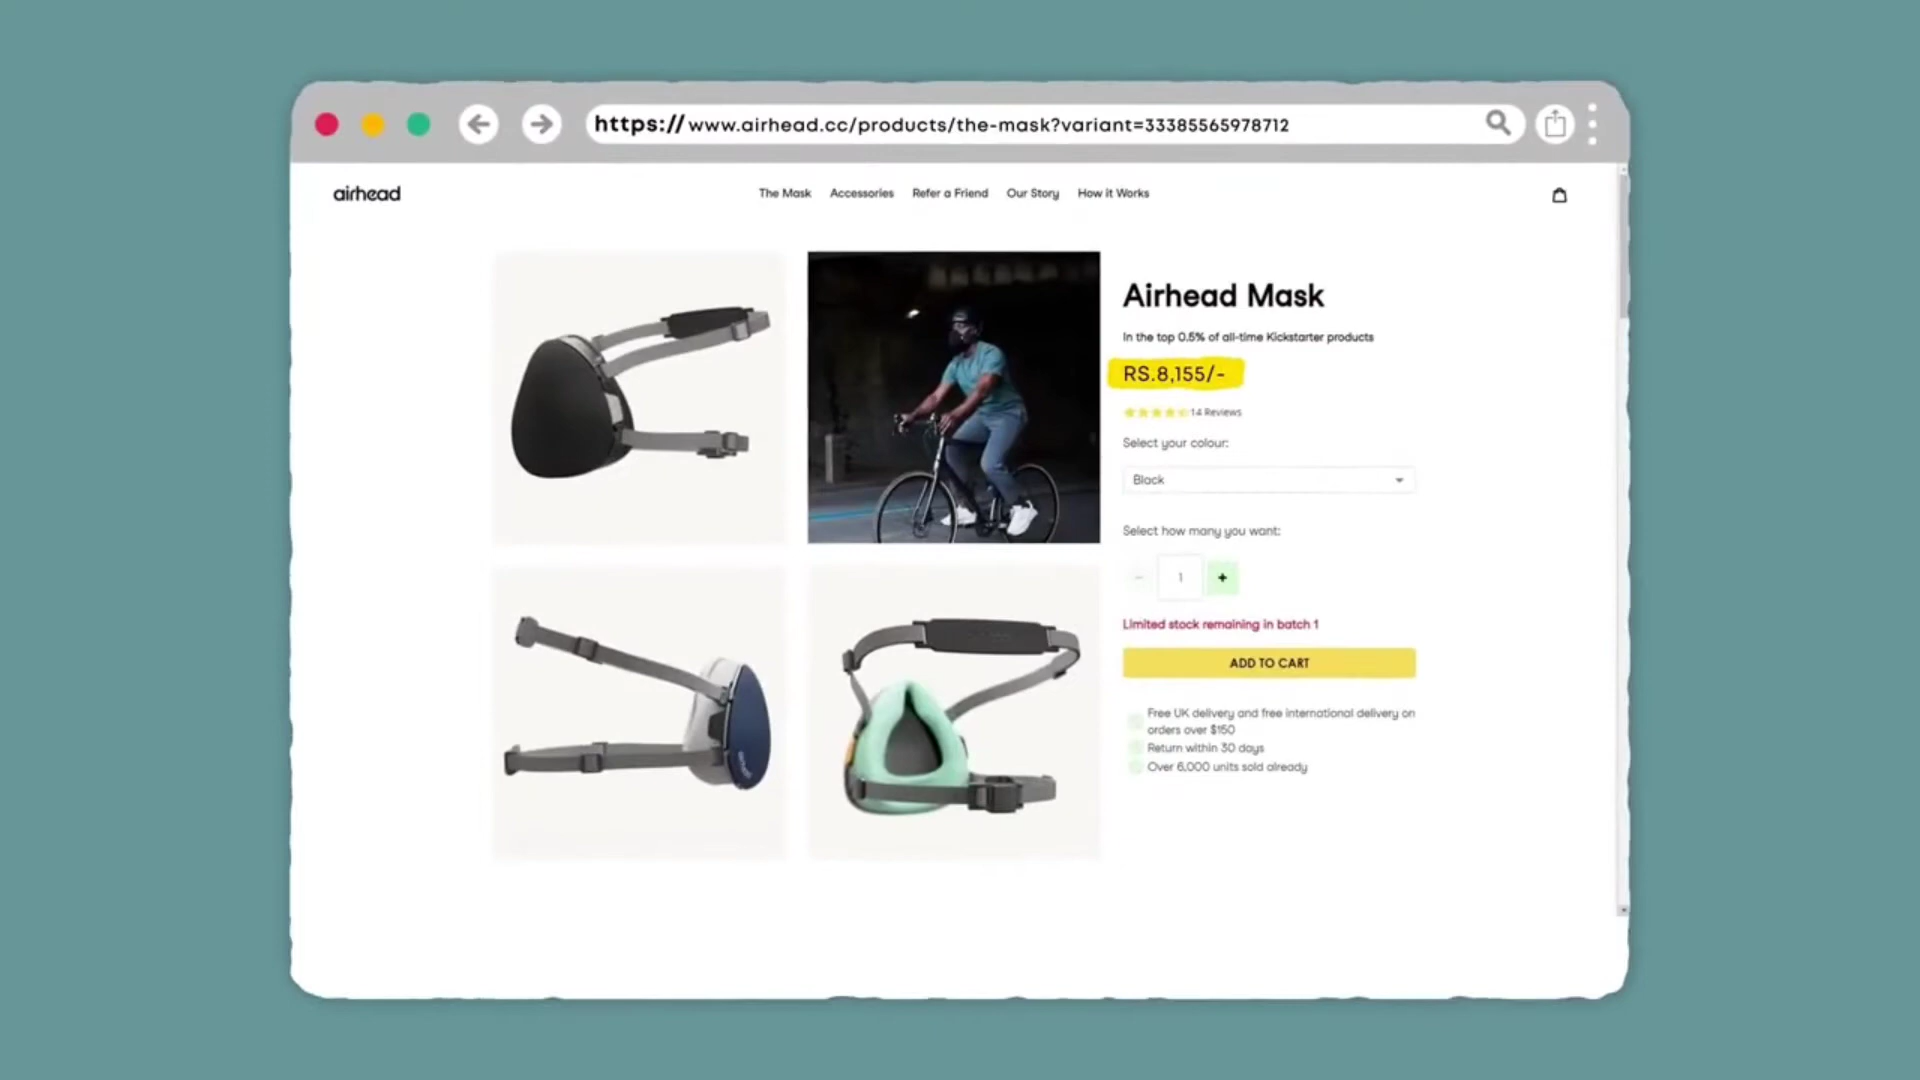 https:// www.airhead.cc/products/the-mask?variant=33385565978712
airhead
The Mask
Accessories
Refer a Friend
Our Story
How it Works
Airhead Mask
In the top 0.5% of all-time Kickstarter products
RS.8,155/-
14 Reviews
Select your colour:
Black
Select how many you want:
1
Limited stock remaining in batch 1
ADD TO CART
Free UK delivery and free international delivery on
orders over $150
Return within 30 days
Over 6,000 units sold already